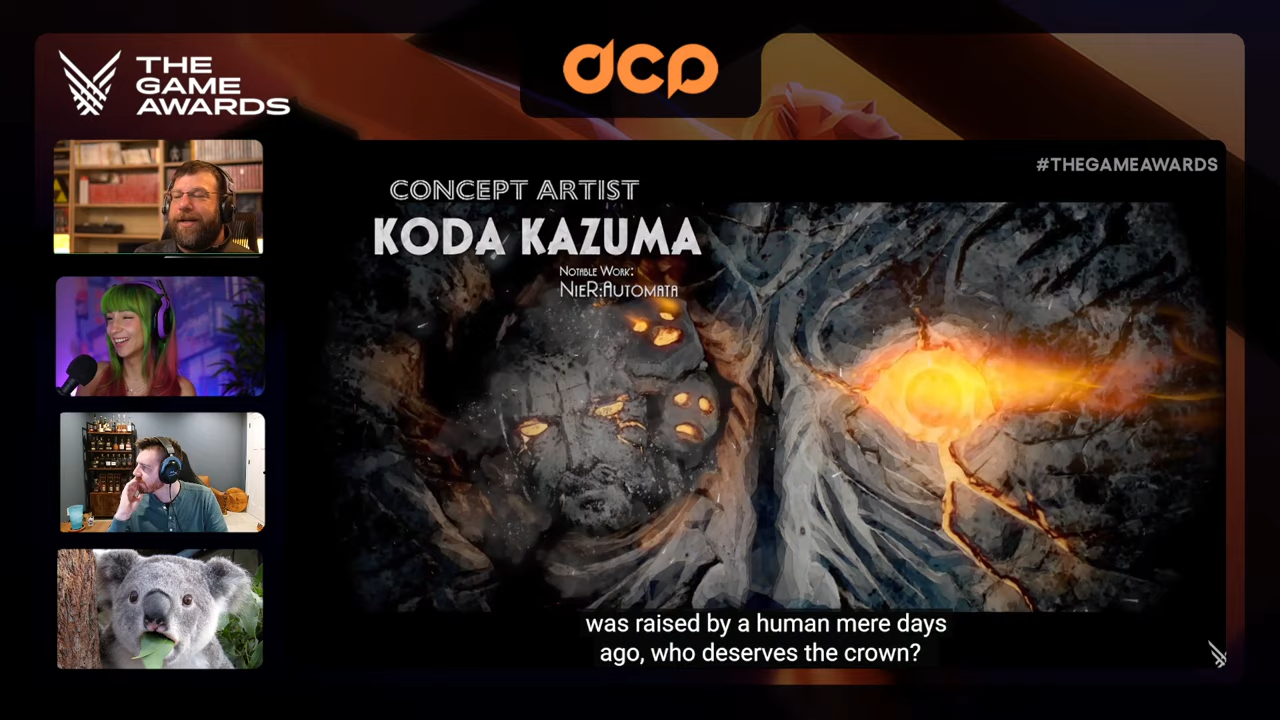 THE
GAME
AWARDS
dcp
#THEGAMEAWARDS
CONCEPT ARTIST
KODA KAZUMA
Notable Work:
NieR:Automata
was raised by a human mere days
ago, who deserves the crown?